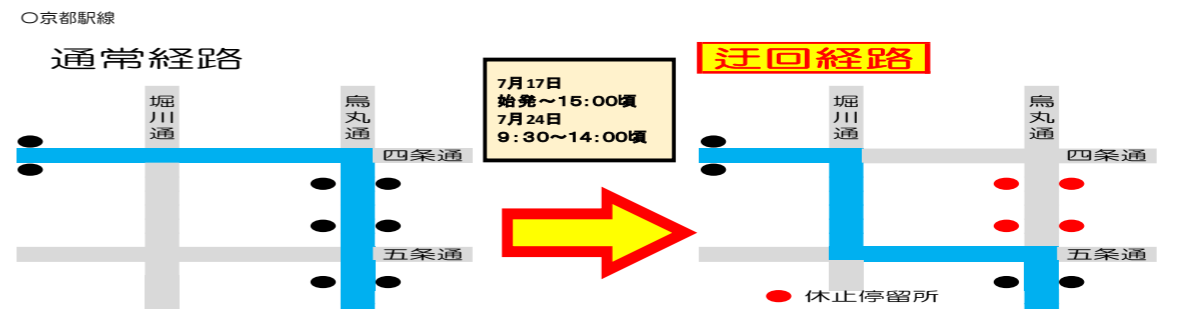 〇京都駅線
通常経路
堀川通
烏丸通
四条通
五条通
7月17日
始発～15:00頃
7月24日
9:30～14:00頃
迂回経路
堀川通
烏丸通
四条通
五条通
休止停留所